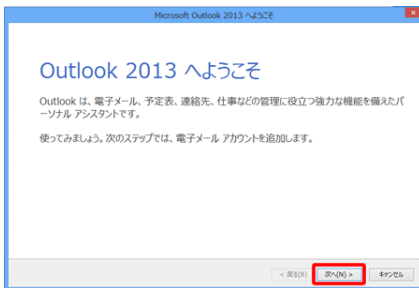 Microsoft Outlook 2013 へようこそ
Outlook 2013 へようこそ
Outlook は、電子メール、予定表、連絡先、仕事などの管理に役立つ強力な機能を備えたパ
ーソナル アシスタントです。
使ってみましょう。次のステップでは、電子メール アカウントを追加します。
< 戻る(B) 次へ(N) > キャンセル